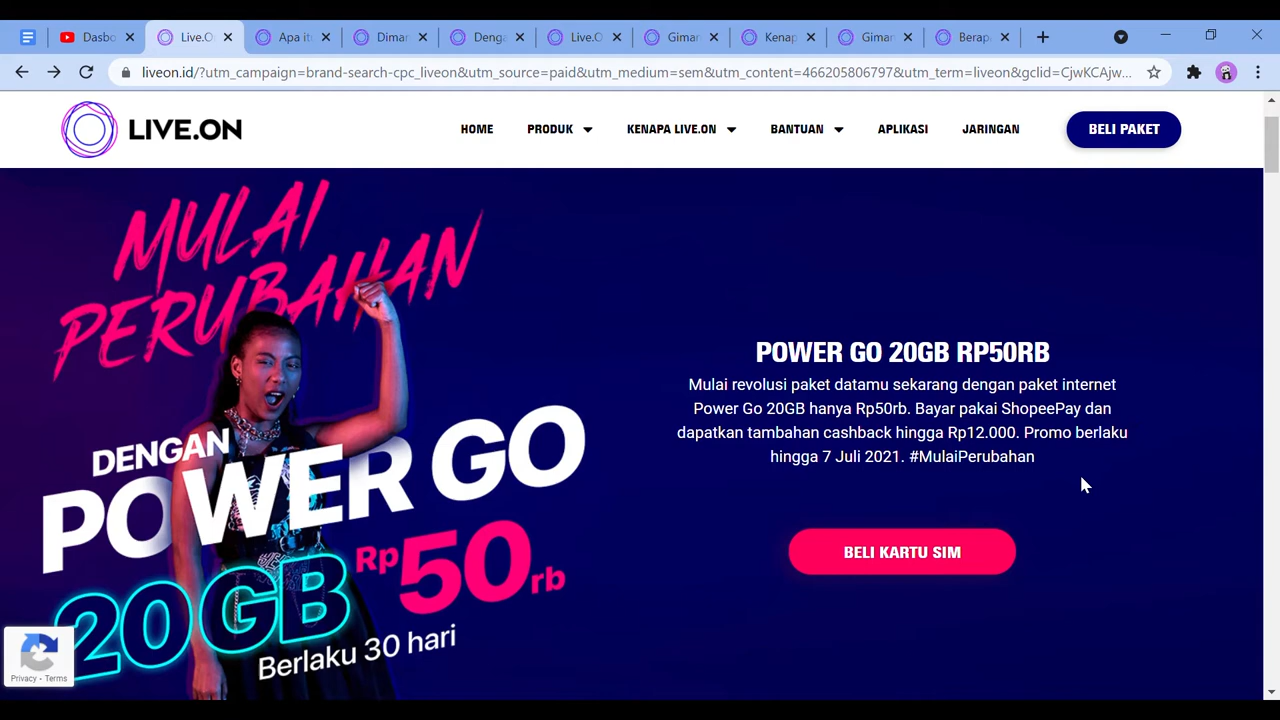 Dasbo
Live.O
Apa it
Dimar
Denga
Live.O
Gimar
Kenap
Gimar
Berap
liveon.id/?utm_campaign=brand-search-cpc_liveon&utm_source=paid&utm_medium=sem&utm_content=466205806797&utm_term=liveon&gclid=CjwKCAjw...
LIVE.ON
HOME
PRODUK
KENAPA LIVE.ON
BANTUAN
APLIKASI
JARINGAN
BELI PAKET
MULAI
PERUBAHAN
DENGAN
POWER GO
20GB Rp50rb
Berlaku 30 hari
POWER GO 20GB RP50RB
Mulai revolusi paket datamu sekarang dengan paket internet
Power Go 20GB hanya Rp50rb. Bayar pakai ShopeePay dan
dapatkan tambahan cashback hingga Rp12.000. Promo berlaku
hingga 7 Juli 2021. #MulaiPerubahan
BELI KARTU SIM
Privacy - Terms